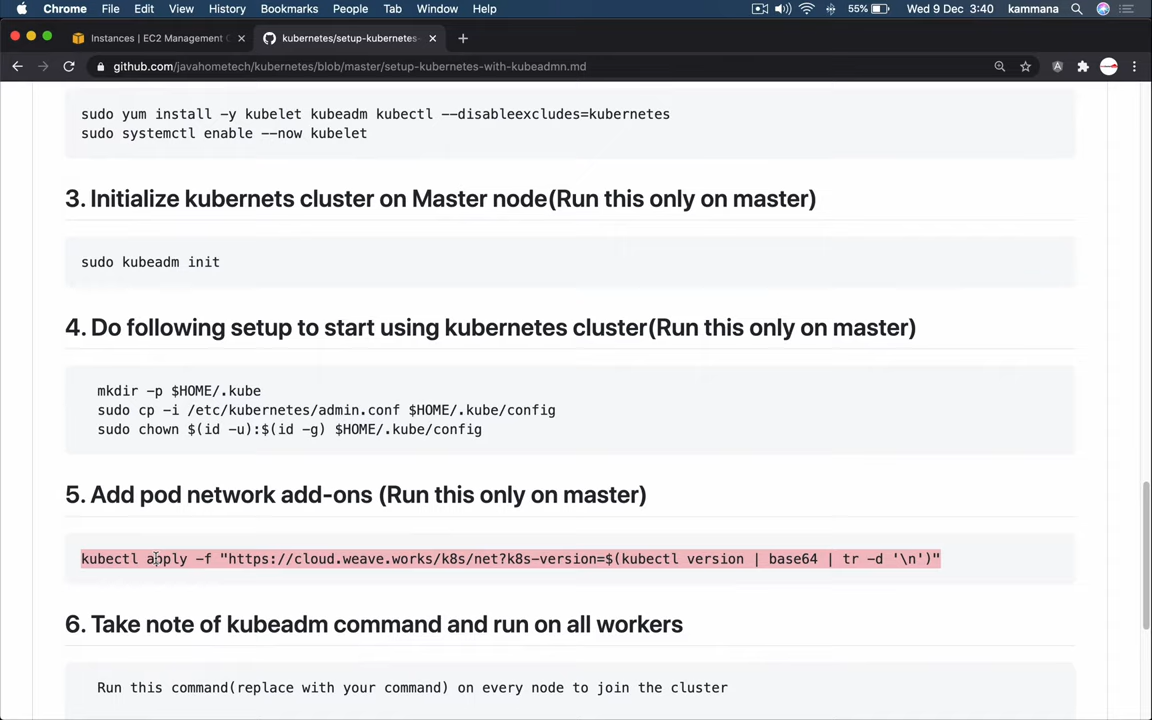 Chrome File Edit View History Bookmarks People Tab Window Help 55% Wed 9 Dec 3:40 kammana
Instances | EC2 Management C kubernetes/setup-kubernetes-
github.com/javahometech/kubernetes/blob/master/setup-kubernetes-with-kubeadmn.md
sudo yum install -y kubelet kubeadm kubectl --disableexcludes=kubernetes
sudo systemctl enable --now kubelet
3. Initialize kubernets cluster on Master node(Run this only on master)
sudo kubeadm init
4. Do following setup to start using kubernetes cluster(Run this only on master)
mkdir -p $HOME/.kube
sudo cp -i /etc/kubernetes/admin.conf $HOME/.kube/config
sudo chown $(id -u):$(id -g) $HOME/.kube/config
5. Add pod network add-ons (Run this only on master)
kubectl apply -f "https://cloud.weave.works/k8s/net?k8s-version=$(kubectl version | base64 | tr -d '\n')"
6. Take note of kubeadm command and run on all workers
Run this command(replace with your command) on every node to join the cluster